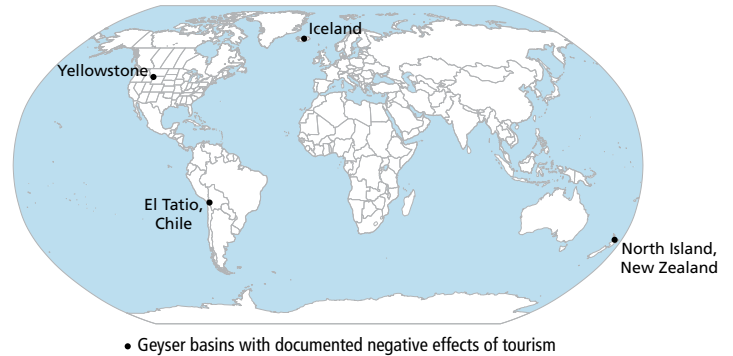 Iceland
Yellowstone
El Tatio,
Chile
North Island,
New Zealand
• Geyser basins with documented negative effects of tourism